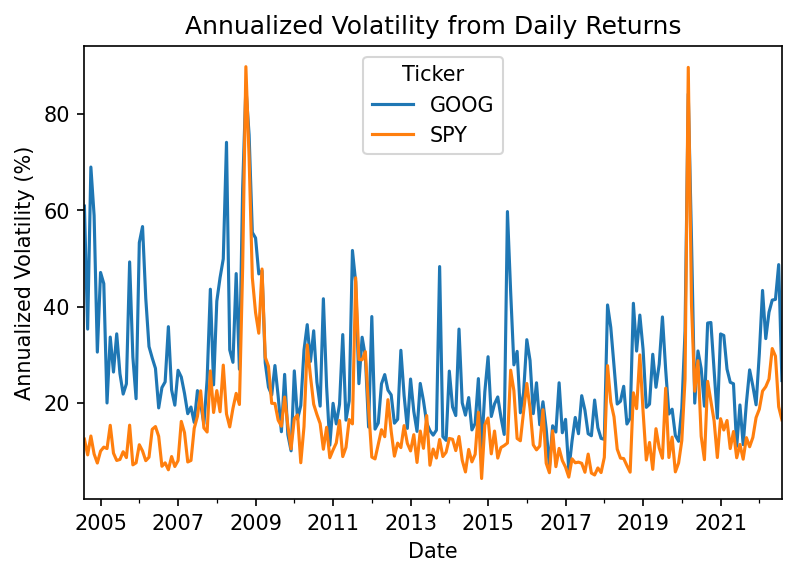 Annualized Volatility from Daily Returns
Ticker
GOOG
SPY
Annualized Volatility (%)
80
60
40
20
2005 2007 2009 2011 2013 2015 2017 2019 2021
Date